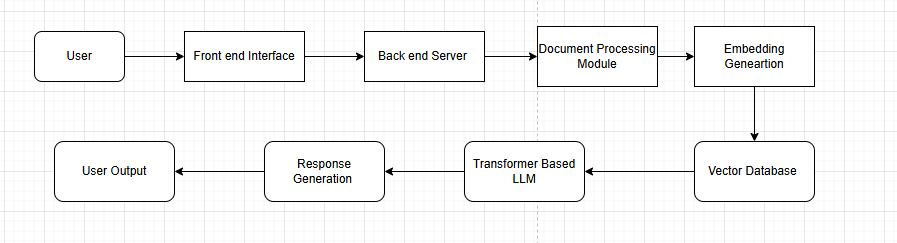 User
Front end Interface
Back end Server
Document Processing
Module
Embedding
Geneartion
User Output
Response
Generation
Transformer Based
LLM
Vector Database